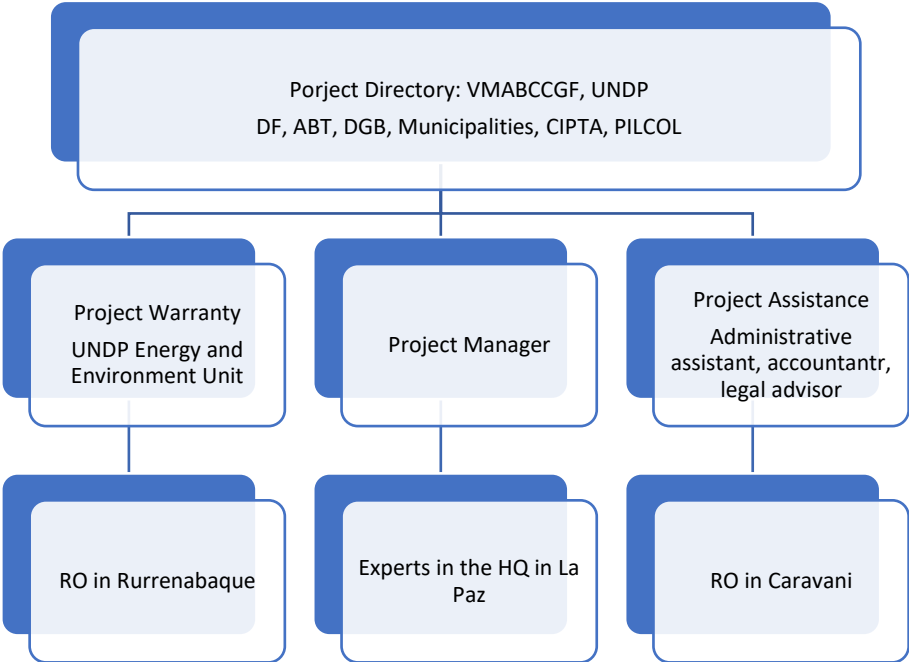 Porject Directory: VMABCCGF, UNDP
DF, ABT, DGB, Municipalities, CIPTA, PILCOL
Project Warranty
UNDP Energy and
Environment Unit
Project Manager
Project Assistance
Administrative
assistant, accountantr,
legal advisor
RO in Rurrenabaque
Experts in the HQ in La
Paz
RO in Caravani